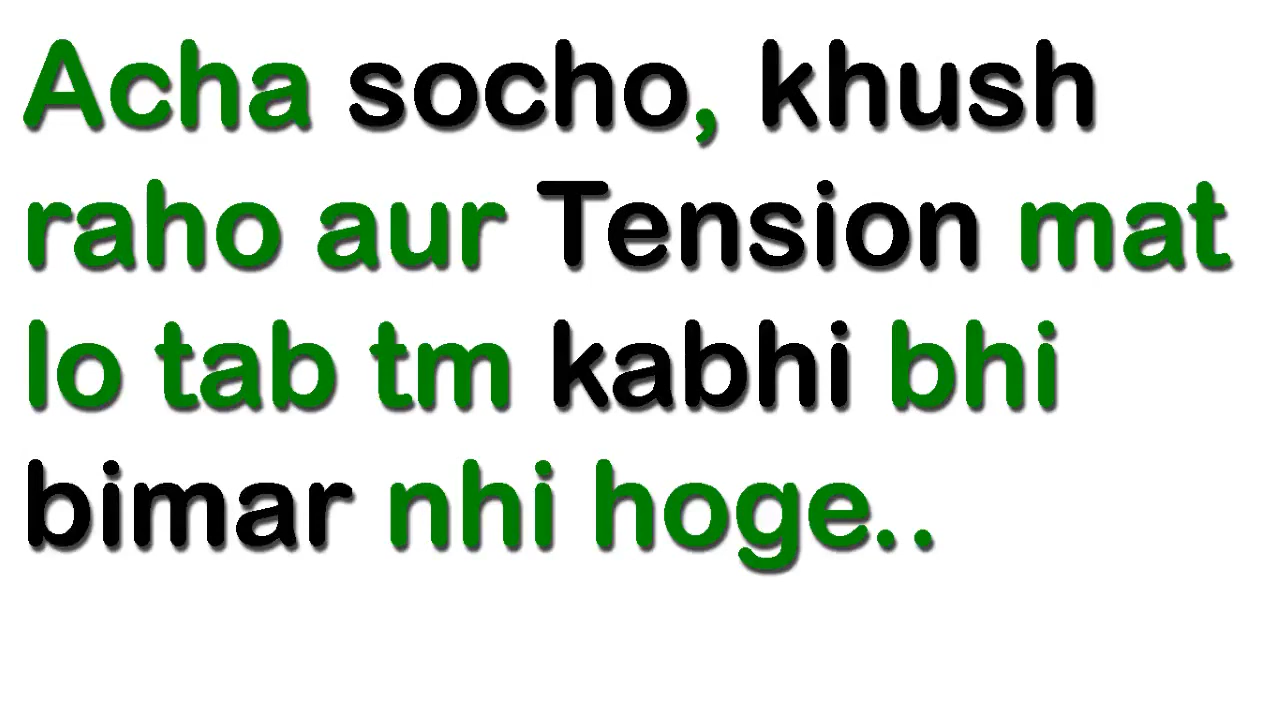 Acha socho, khush
raho aur Tension mat
lo tab tm kabhi bhi
bimar nhi hoge..